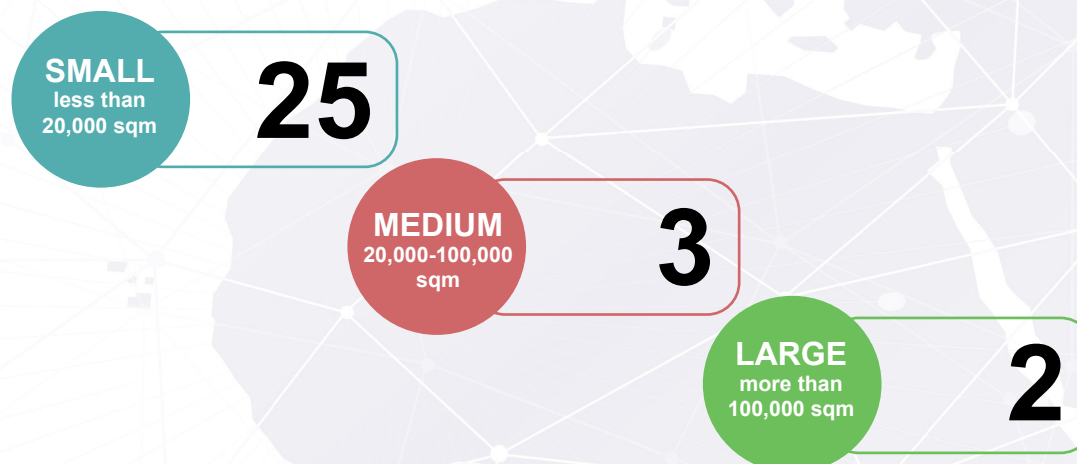 SMALL
less than
20,000 sqm
25
MEDIUM
20,000-100,000
sqm
3
LARGE
more than
100,000 sqm
2